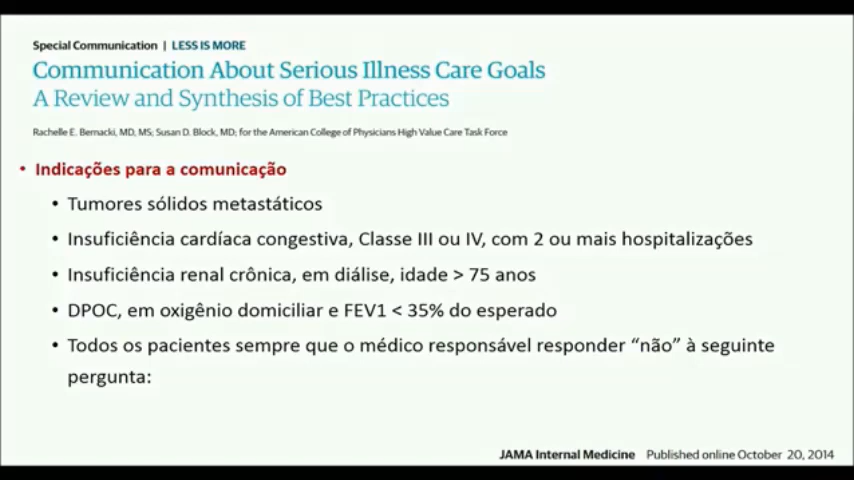 Special Communication | LESS IS MORE
Communication About Serious Illness Care Goals
A Review and Synthesis of Best Practices
Rachelle E. Bernacki, MD, MS; Susan D. Block, MD; for the American College of Physicians High Value Care Task Force
• Indicações para a comunicação
• Tumores sólidos metastáticos
• Insuficiência cardíaca congestiva, Classe III ou IV, com 2 ou mais hospitalizações
• Insuficiência renal crônica, em diálise, idade > 75 anos
• DPOC, em oxigênio domiciliar e FEV1 < 35% do esperado
• Todos os pacientes sempre que o médico responsável responder “não” à seguinte
pergunta:
JAMA Internal Medicine Published online October 20, 2014